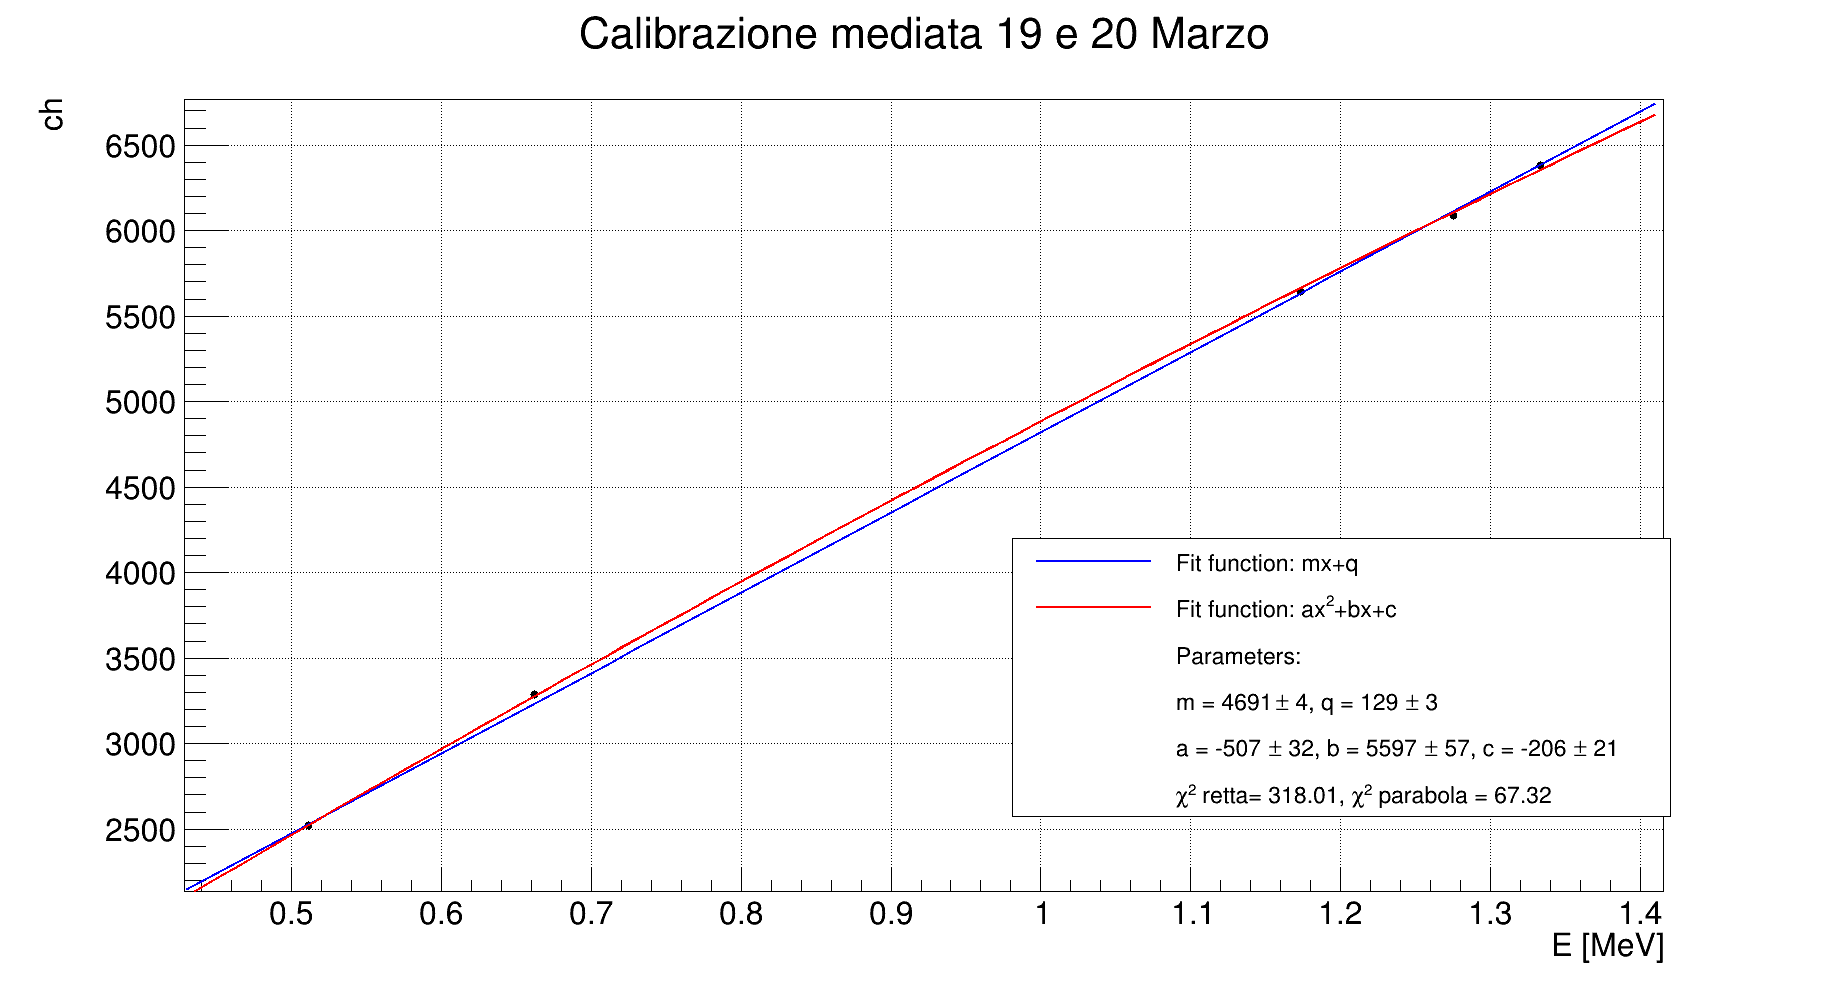 Calibrazione mediata 19 e 20 Marzo
ch
6500
6000
5500
5000
4500
4000
3500
3000
2500
Fit function: mx+q
Fit function: ax²+bx+c
Parameters:
m = 4691 ± 4, q = 129 ± 3
a = -507 ± 32, b = 5597 ± 57, c = -206 ± 21
χ² retta= 318.01, χ² parabola = 67.32
0.5 0.6 0.7 0.8 0.9 1 1.1 1.2 1.3 1.4
E [MeV]